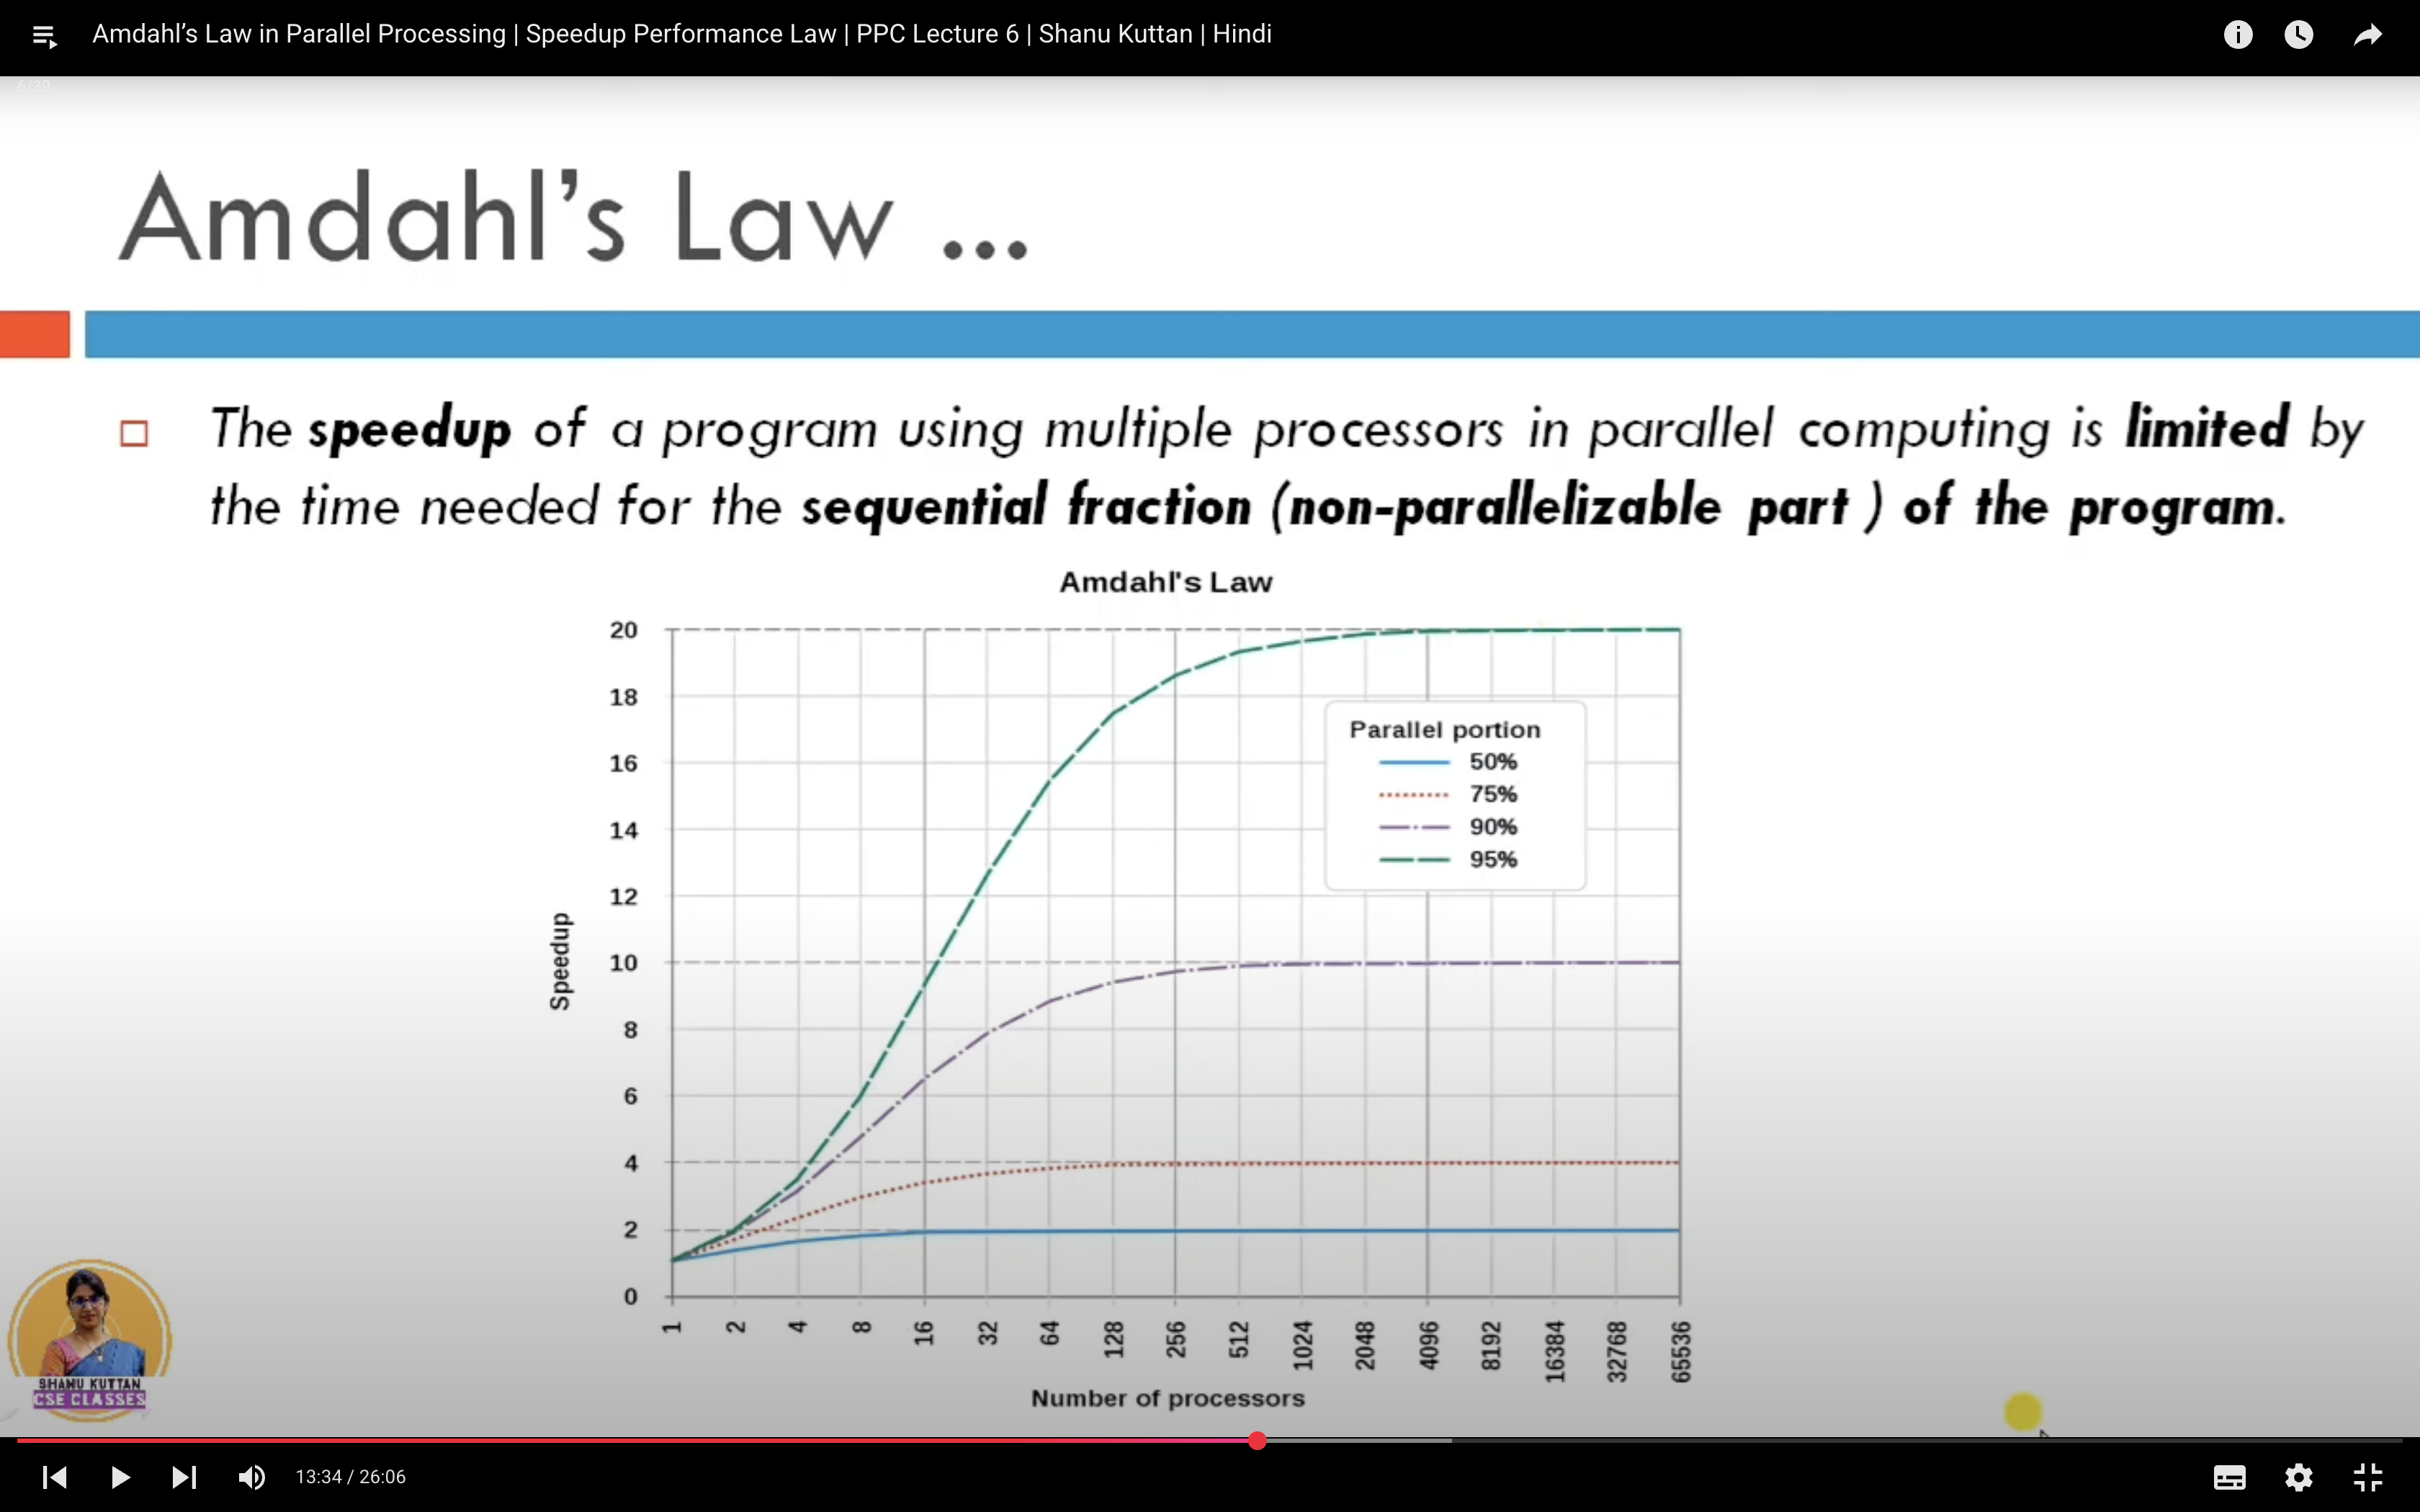 Amdahl’s Law in Parallel Processing | Speedup Performance Law | PPC Lecture 6 | Shanu Kuttan | Hindi
6/39
Amdahl’s Law ...
The speedup of a program using multiple processors in parallel computing is limited by
the time needed for the sequential fraction (non-parallelizable part ) of the program.
Amdahl's Law
20
18
16
14
12
10
8
6
4
2
0
Speedup
Parallel portion
50%
75%
90%
95%
1 2 4 8 16 32 64 128 256 512 1024 2048 4096 8192 16384 32768 65536
Number of processors
SHANU KUTTAN
CSE CLASSES
13:34 / 26:06